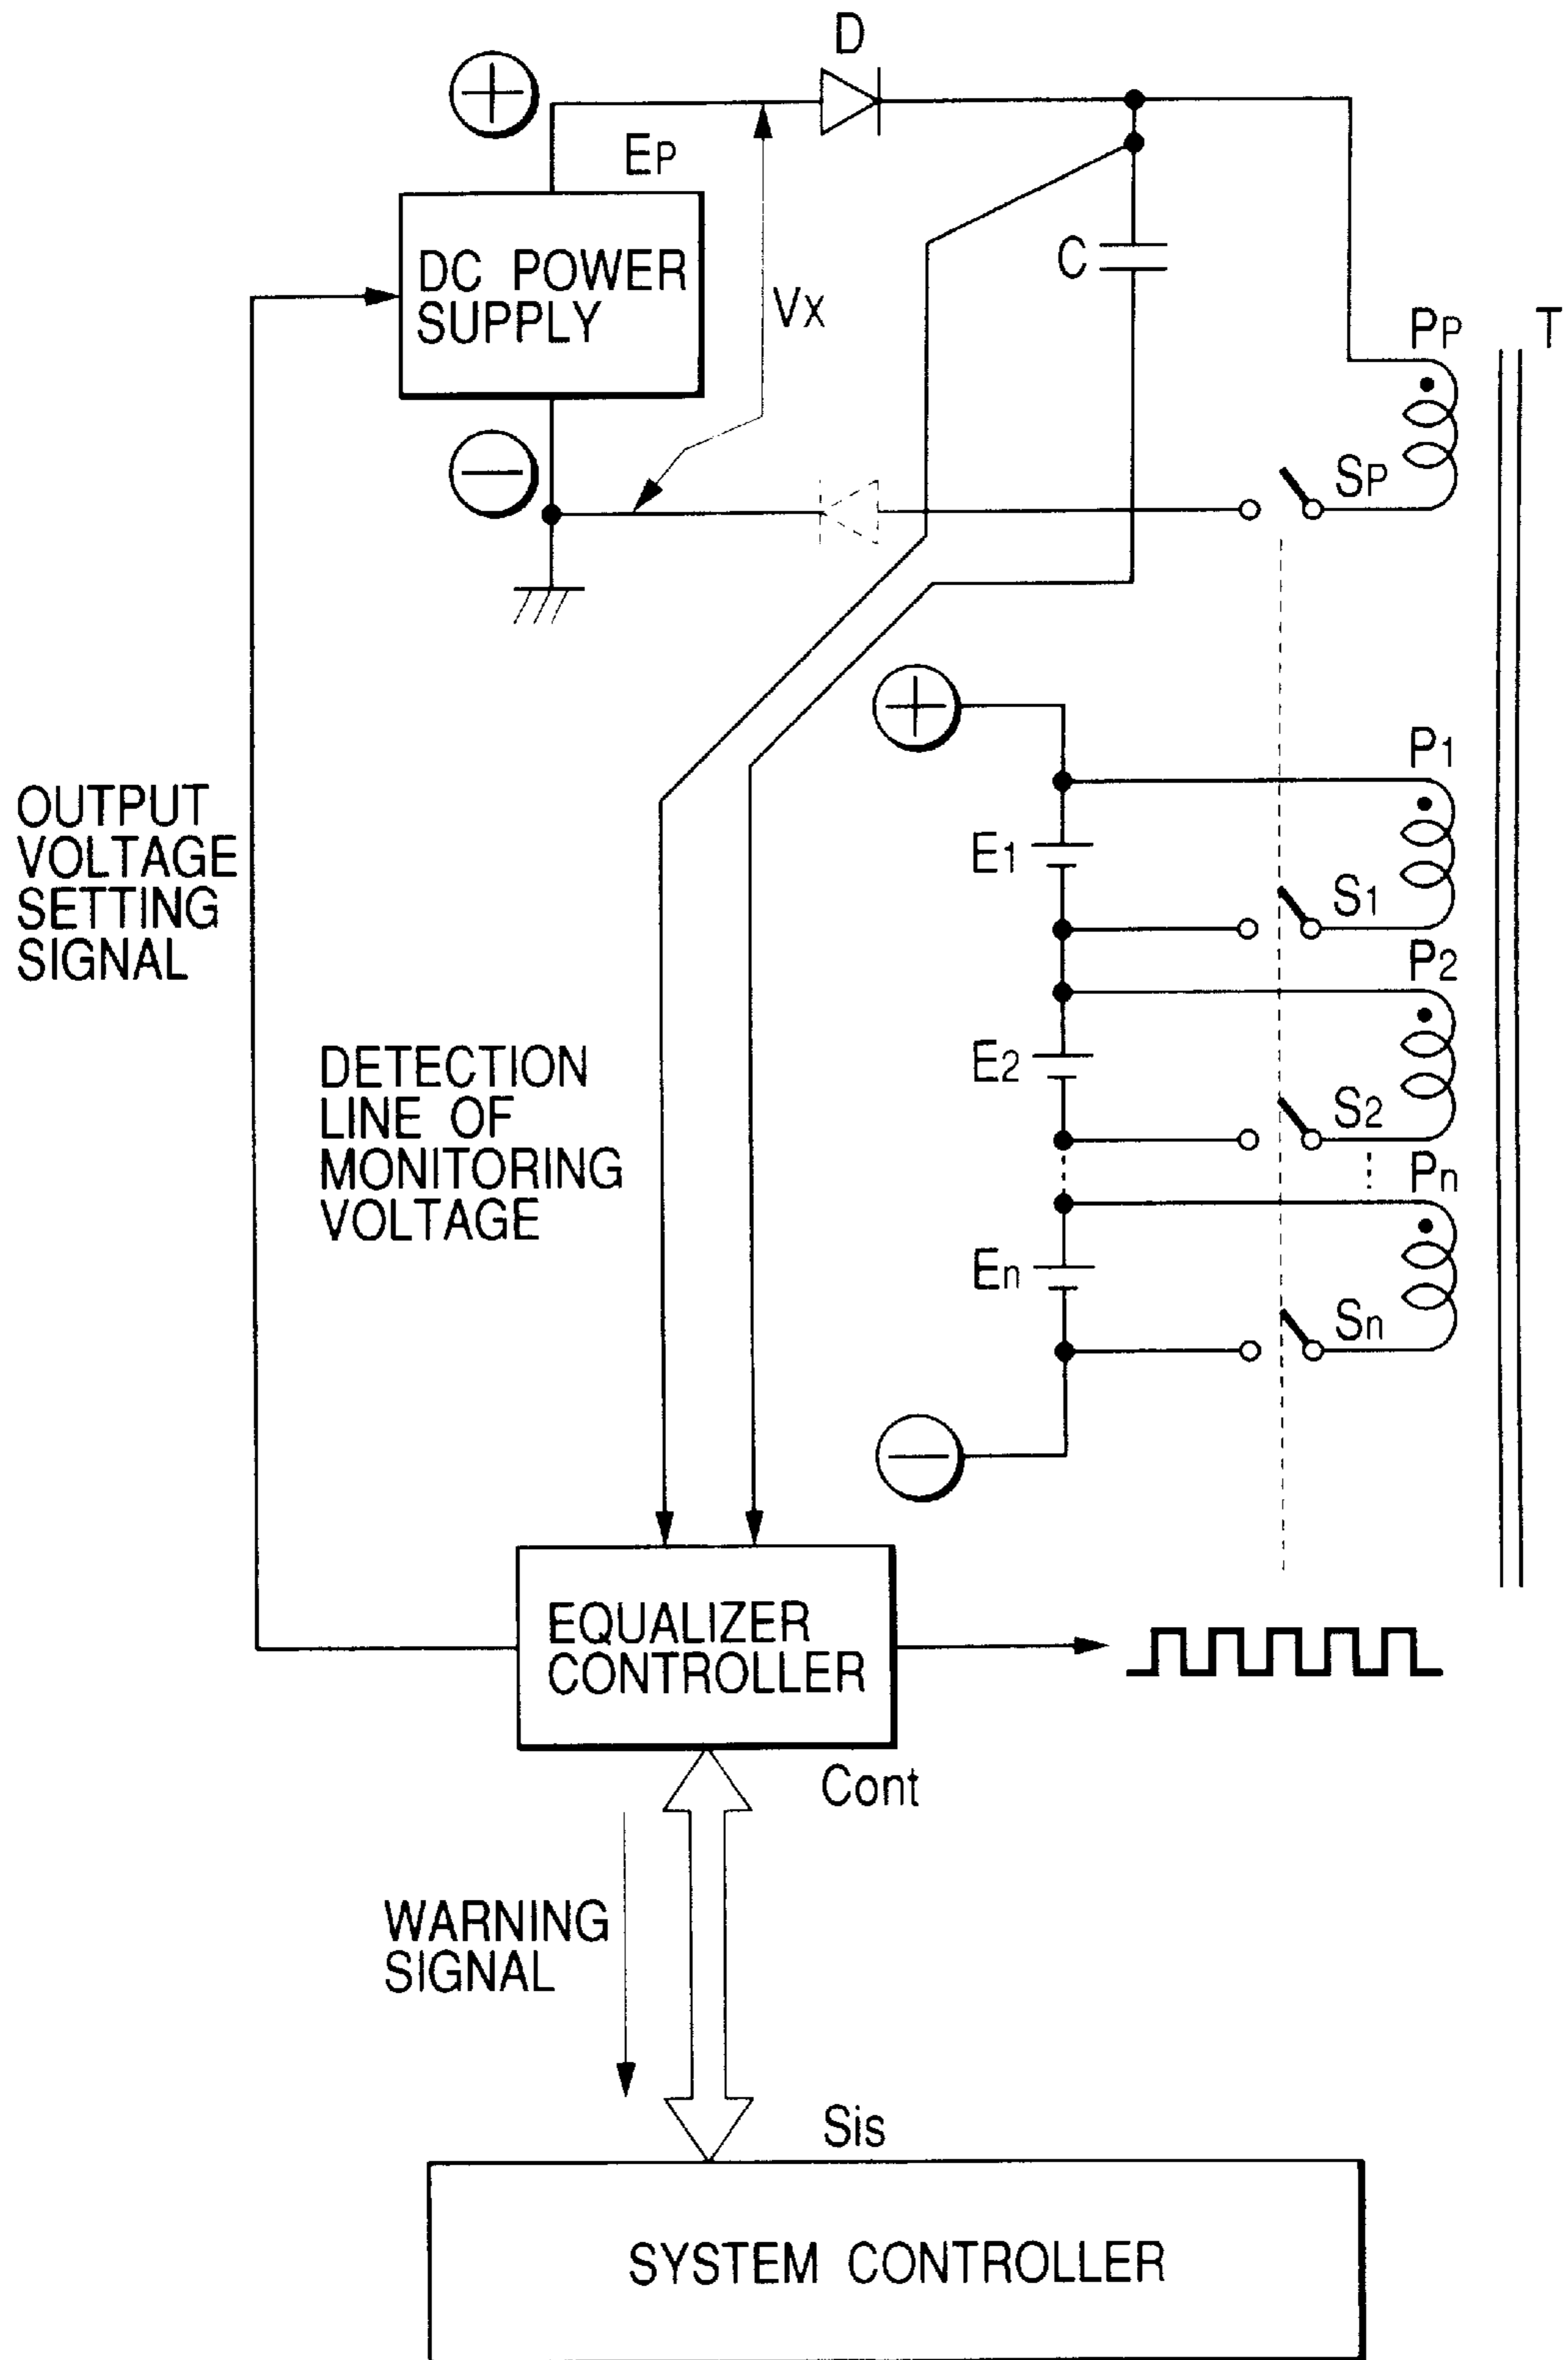 D
EP
DC POWER
SUPPLY
VX
C
PP
T
SP
P1
E1
S1
P2
E2
S2
Pn
En
Sn
OUTPUT
VOLTAGE
SETTING
SIGNAL
DETECTION
LINE OF
MONITORING
VOLTAGE
EQUALIZER
CONTROLLER
Cont
WARNING
SIGNAL
Sis
SYSTEM CONTROLLER